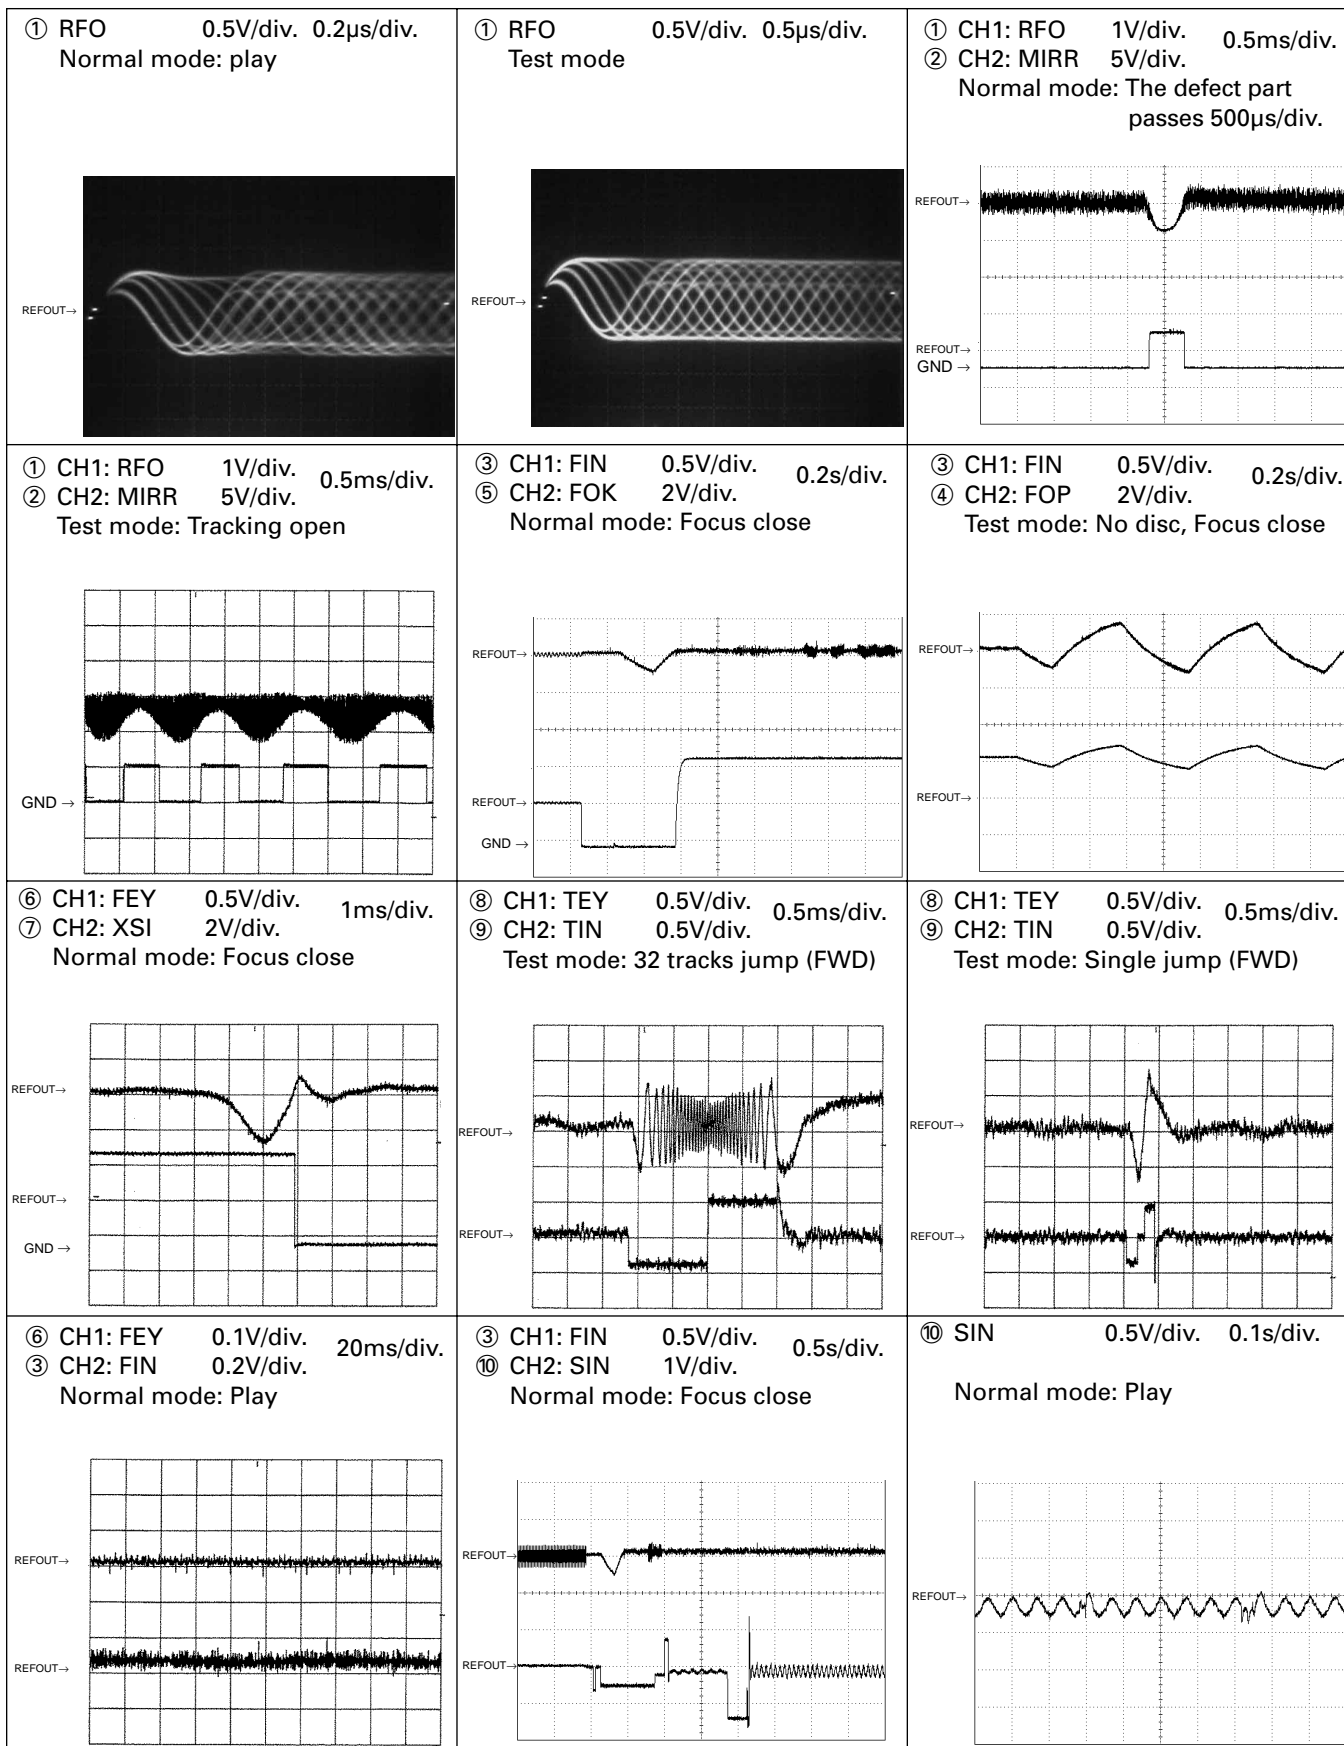 ① RFO 0.5V/div. 0.2µs/div.
Normal mode: play
REFOUT→
① RFO 0.5V/div. 0.5µs/div.
Test mode
REFOUT→
① CH1: RFO 1V/div. 0.5ms/div.
② CH2: MIRR 5V/div.
Normal mode: The defect part
passes 500µs/div.
REFOUT→
REFOUT→
GND →
① CH1: RFO 1V/div. 0.5ms/div.
② CH2: MIRR 5V/div.
Test mode: Tracking open
GND →
③ CH1: FIN 0.5V/div. 0.2s/div.
⑤ CH2: FOK 2V/div.
Normal mode: Focus close
REFOUT→
REFOUT→
GND →
③ CH1: FIN 0.5V/div. 0.2s/div.
④ CH2: FOP 2V/div.
Test mode: No disc, Focus close
REFOUT→
REFOUT→
⑥ CH1: FEY 0.5V/div. 1ms/div.
⑦ CH2: XSI 2V/div.
Normal mode: Focus close
REFOUT→
REFOUT→
GND →
⑧ CH1: TEY 0.5V/div. 0.5ms/div.
⑨ CH2: TIN 0.5V/div.
Test mode: 32 tracks jump (FWD)
REFOUT→
REFOUT→
⑧ CH1: TEY 0.5V/div. 0.5ms/div.
⑨ CH2: TIN 0.5V/div.
Test mode: Single jump (FWD)
REFOUT→
REFOUT→
⑥ CH1: FEY 0.1V/div. 20ms/div.
③ CH2: FIN 0.2V/div.
Normal mode: Play
REFOUT→
REFOUT→
③ CH1: FIN 0.5V/div. 0.5s/div.
⑩ CH2: SIN 1V/div.
Normal mode: Focus close
REFOUT→
REFOUT→
⑩ SIN 0.5V/div. 0.1s/div.
Normal mode: Play
REFOUT→